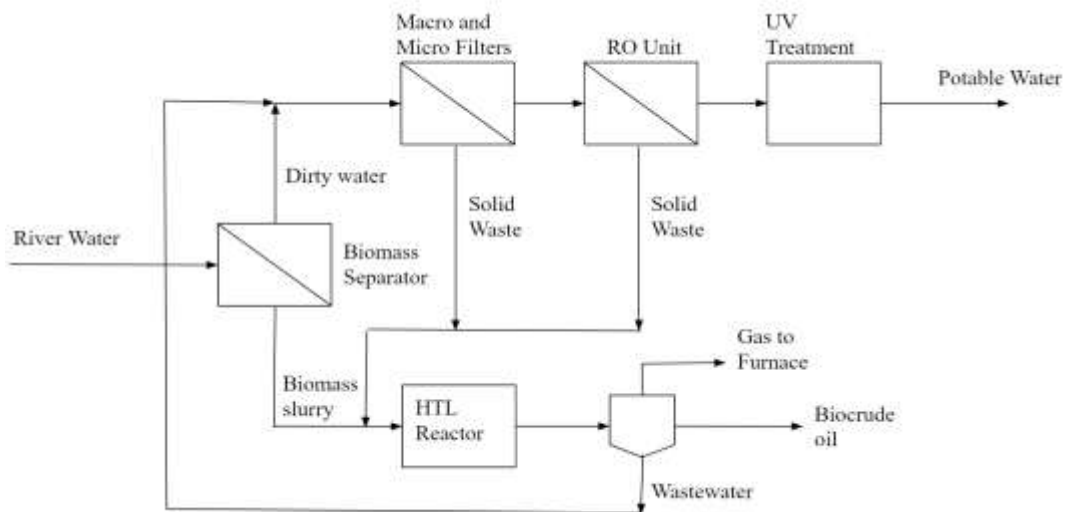 Macro and
Micro Filters
RO Unit
UV
Treatment
Potable Water
Dirty water
Solid
Waste
Solid
Waste
River Water
Biomass
Separator
Gas to
Furnace
Biomass
slurry
HTL
Reactor
Biocrude
oil
Wastewater